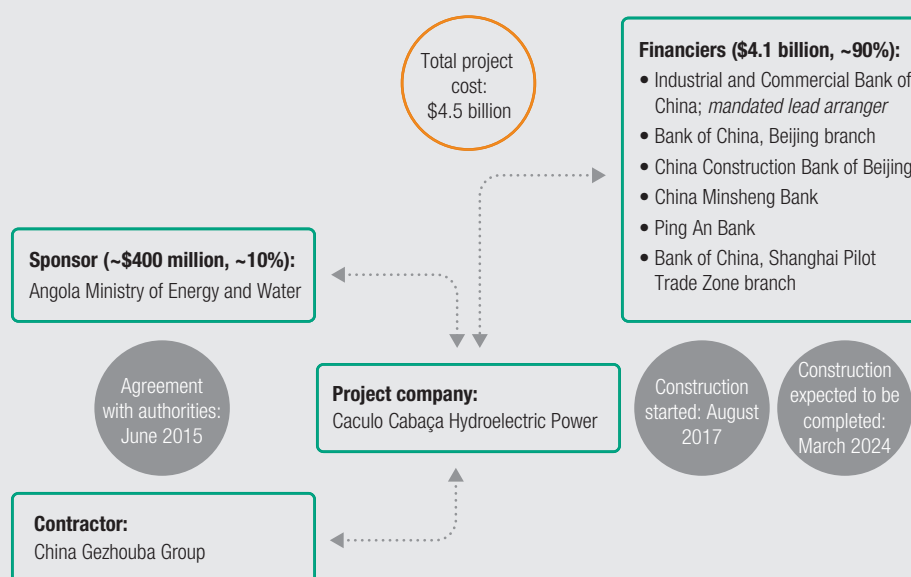 Total project
cost:
$4.5 billion
Financiers ($4.1 billion, ~90%):
• Industrial and Commercial Bank of
China; mandated lead arranger
• Bank of China, Beijing branch
• China Construction Bank of Beijing
• China Minsheng Bank
• Ping An Bank
• Bank of China, Shanghai Pilot
Trade Zone branch
Sponsor (~$400 million, ~10%):
Angola Ministry of Energy and Water
Agreement
with authorities:
June 2015
Project company:
Caculo Cabaça Hydroelectric Power
Construction
started: August
2017
Construction
expected to be
completed:
March 2024
Contractor:
China Gezhouba Group